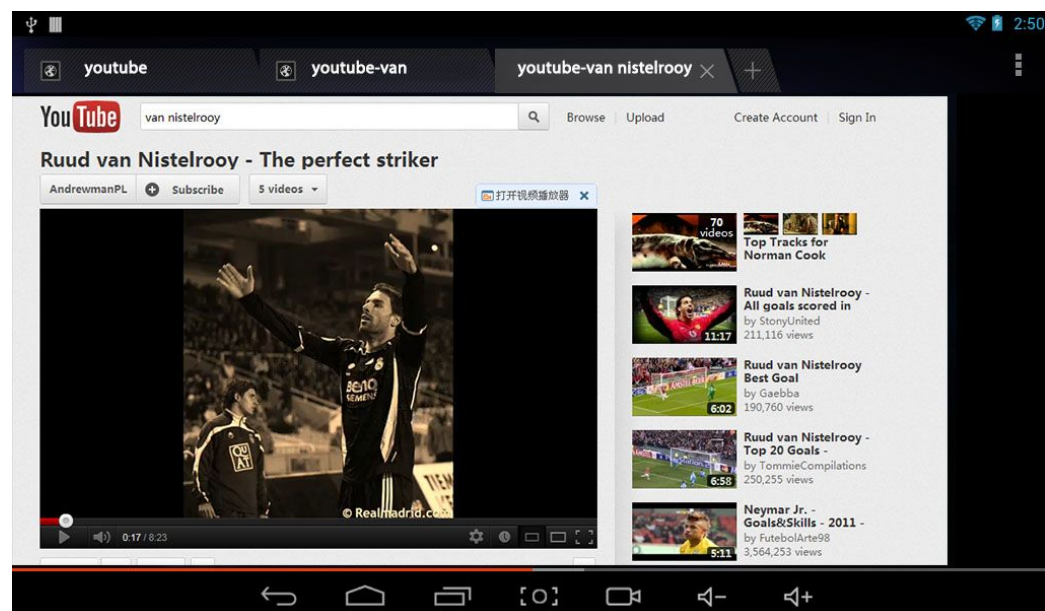 2:50
youtube
youtube-van
youtube-van nistelrooy
YouTube
van nistelrooy
Browse
Upload
Create Account
Sign In
Ruud van Nistelrooy - The perfect striker
AndrewmanPL
Subscribe
5 videos
打开视频播放器
BenQ
SIEMENS
QU
AT
© Realmadrid.com
0:17 / 8:23
70
videos
Top Tracks for
Norman Cook
11:17
Ruud van Nistelrooy -
All goals scored in
by StonyUnited
211,116 views
6:02
Ruud van Nistelrooy
Best Goal
by Gaebba
190,760 views
6:58
Ruud van Nistelrooy -
Top 20 Goals -
by TommieCompilations
250,255 views
5:11
Neymar Jr. -
Goals&Skills - 2011 -
by FutebolArte98
3,564,253 views